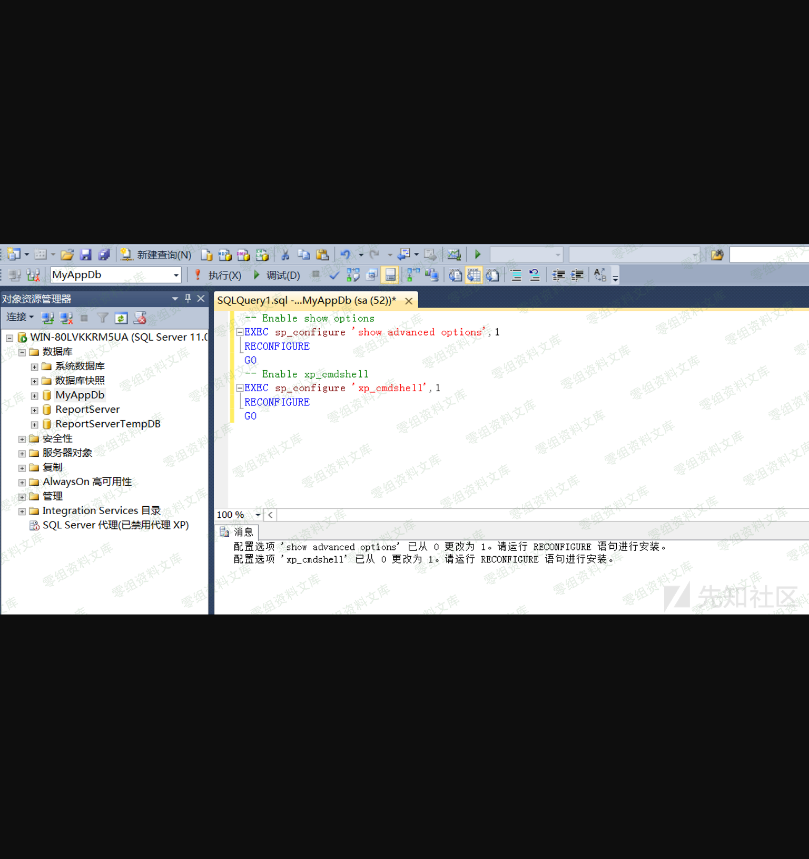 新建查询(N)
MyAppDb
执行(X)
调试(D)
对象资源管理器
连接
WIN-80LVKKRM5UA (SQL Server 11.0
数据库
系统数据库
数据库快照
MyAppDb
ReportServer
ReportServerTempDB
安全性
服务器对象
复制
AlwaysOn 高可用性
管理
Integration Services 目录
SQL Server 代理(已禁用代理 XP)
SQLQuery1.sql -...MyAppDb (sa (52))*
-- Enable show options
EXEC sp_configure 'show advanced options',1
RECONFIGURE
GO
-- Enable xp_cmdshell
EXEC sp_configure 'xp_cmdshell',1
RECONFIGURE
GO
100 %
消息
配置选项 'show advanced options' 已从 0 更改为 1。请运行 RECONFIGURE 语句进行安装。
配置选项 'xp_cmdshell' 已从 0 更改为 1。请运行 RECONFIGURE 语句进行安装。
零组资料文库
先知社区